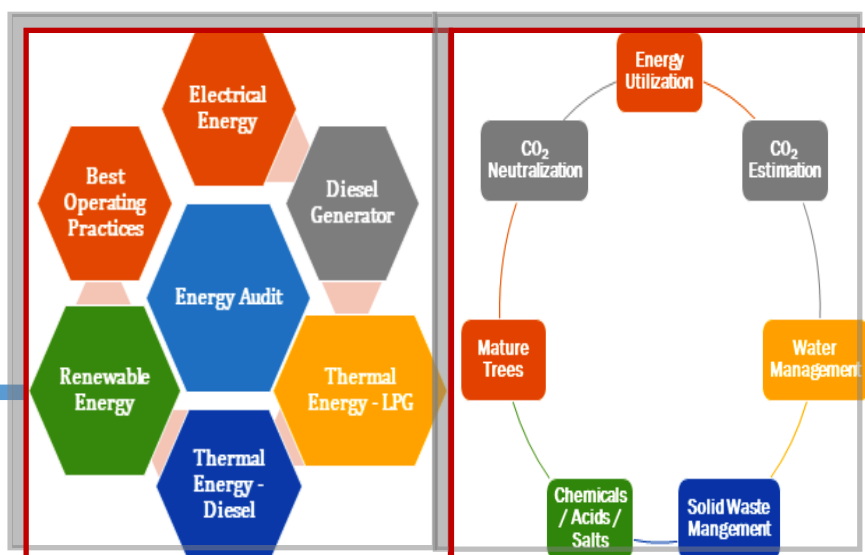 Electrical
Energy
Best
Operating
Practices
Diesel
Generator
Energy Audit
Renewable
Energy
Thermal
Energy - LPG
Thermal
Energy -
Diesel
Energy
Utilization
CO₂
Neutralization
CO₂
Estimation
Mature
Trees
Water
Management
Chemicals
/ Acids /
Salts
Solid Waste
Mangement